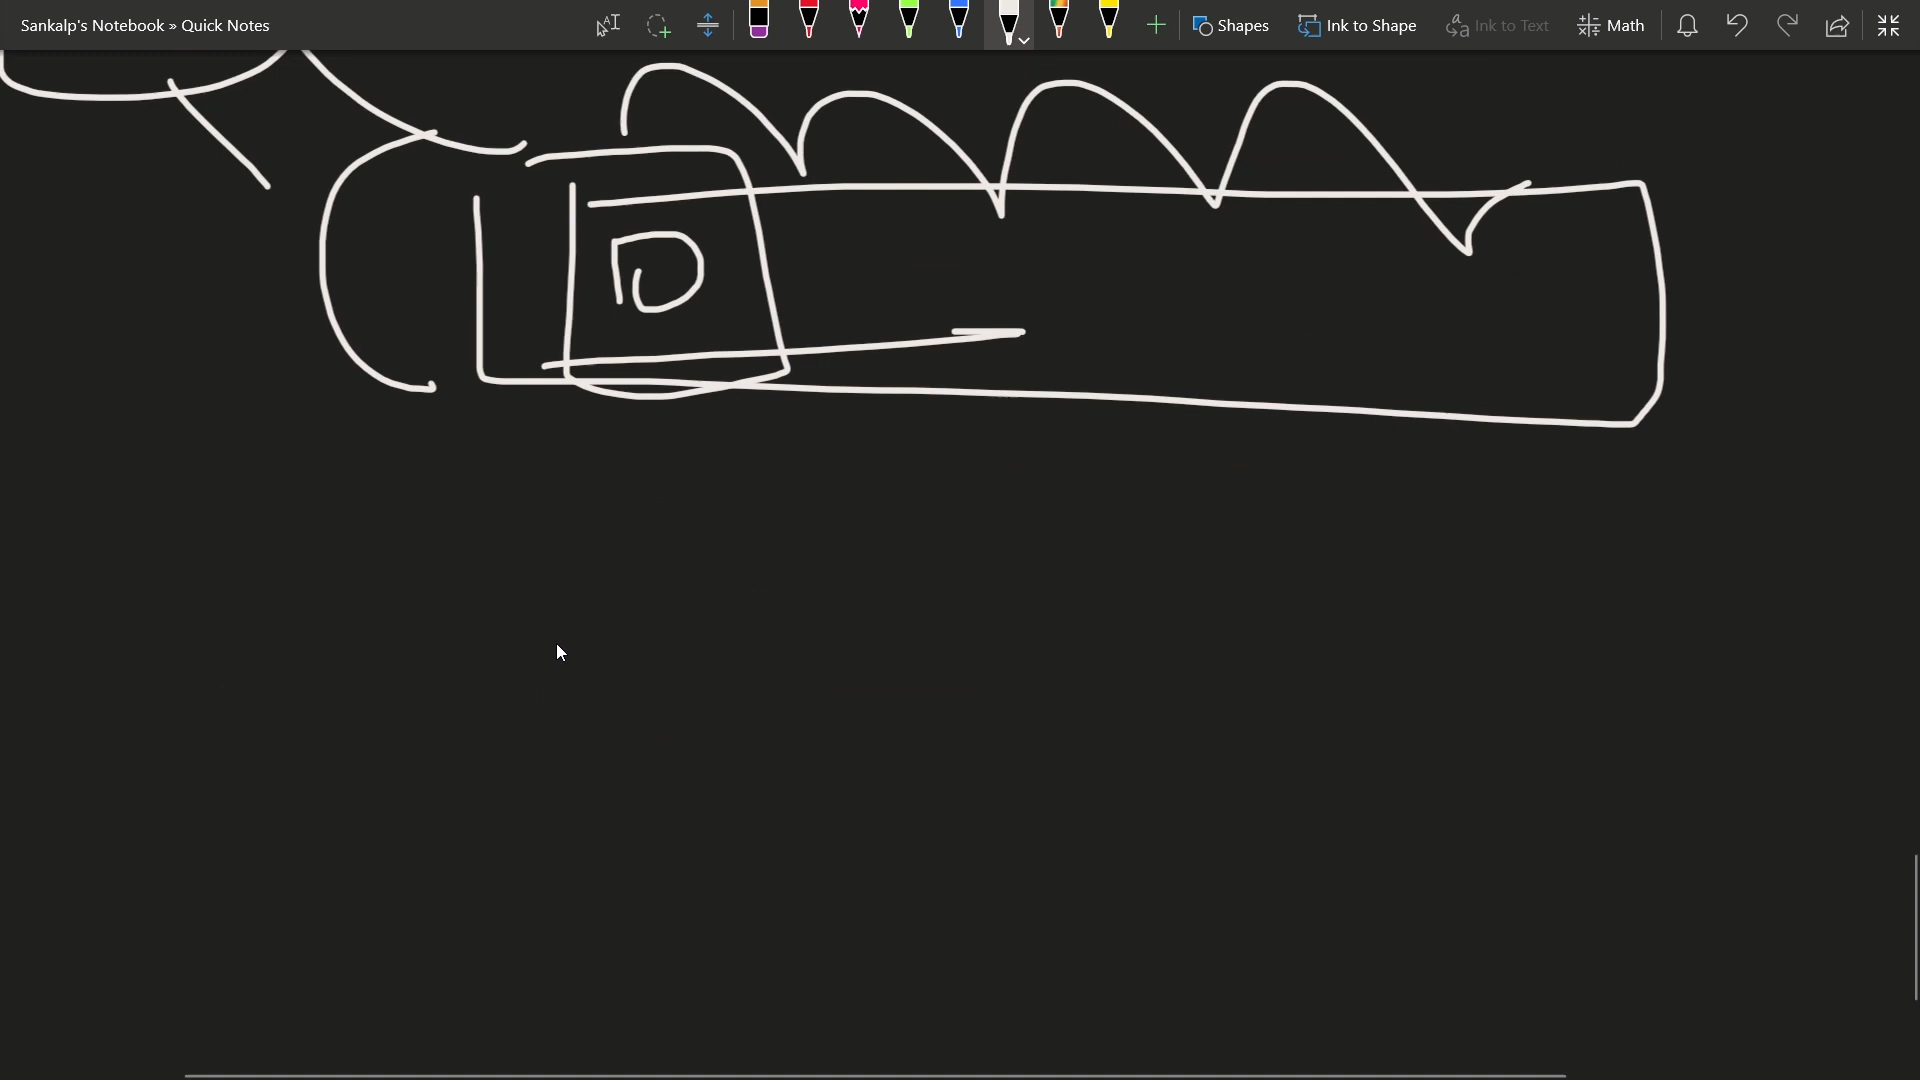 Sankalp's Notebook » Quick Notes
Shapes
Ink to Shape
Ink to Text
Math
D